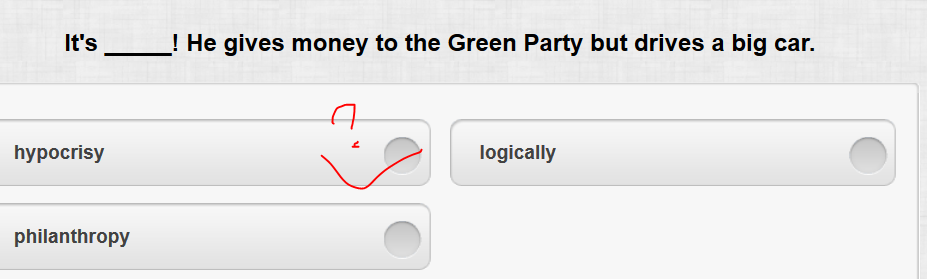 It's _____! He gives money to the Green Party but drives a big car.
hypocrisy
?
logically
philanthropy